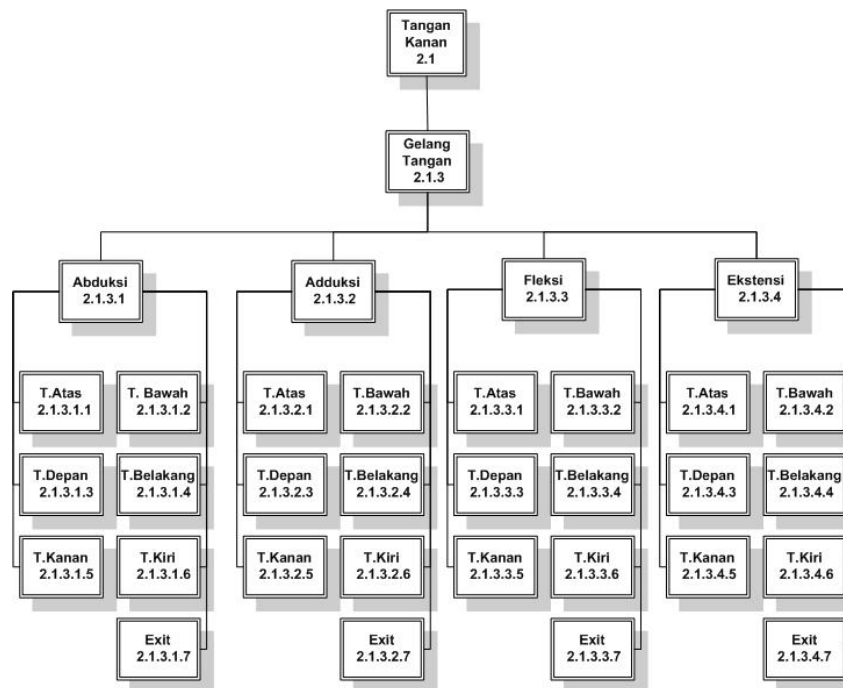 Tangan
Kanan
2.1
Gelang
Tangan
2.1.3
Abduksi
2.1.3.1
Adduksi
2.1.3.2
Fleksi
2.1.3.3
Ekstensi
2.1.3.4
T.Atas
2.1.3.1.1
T. Bawah
2.1.3.1.2
T.Atas
2.1.3.2.1
T.Bawah
2.1.3.2.2
T.Atas
2.1.3.3.1
T.Bawah
2.1.3.3.2
T.Atas
2.1.3.4.1
T.Bawah
2.1.3.4.2
T.Depan
2.1.3.1.3
T.Belakang
2.1.3.1.4
T.Depan
2.1.3.2.3
T.Belakang
2.1.3.2.4
T.Depan
2.1.3.3.3
T.Belakang
2.1.3.3.4
T.Depan
2.1.3.4.3
T.Belakang
2.1.3.4.4
T.Kanan
2.1.3.1.5
T.Kiri
2.1.3.1.6
T.Kanan
2.1.3.2.5
T.Kiri
2.1.3.2.6
T.Kanan
2.1.3.3.5
T.Kiri
2.1.3.3.6
T.Kanan
2.1.3.4.5
T.Kiri
2.1.3.4.6
Exit
2.1.3.1.7
Exit
2.1.3.2.7
Exit
2.1.3.3.7
Exit
2.1.3.4.7